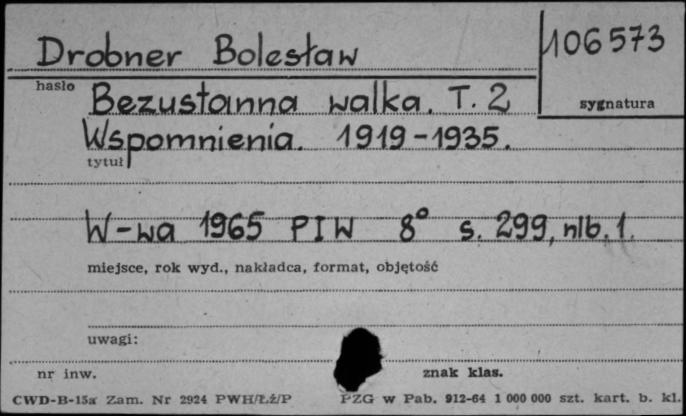 Drobner Bolesław
106573
hasło
sygnatura
Bezustanna walka. T. 2
Wspomnienia. 1919-1935.
tytuł
W-wa 1965 PIW 8° s. 299, nlb. 1.
miejsce, rok wyd., nakładca, format, objętość
uwagi:
nr inw.
znak klas.
CWD-B-15a Zam. Nr 2924 PWH/Łż/P PZG w Pab. 912-64 1 000 000 szt. kart. b. kl.